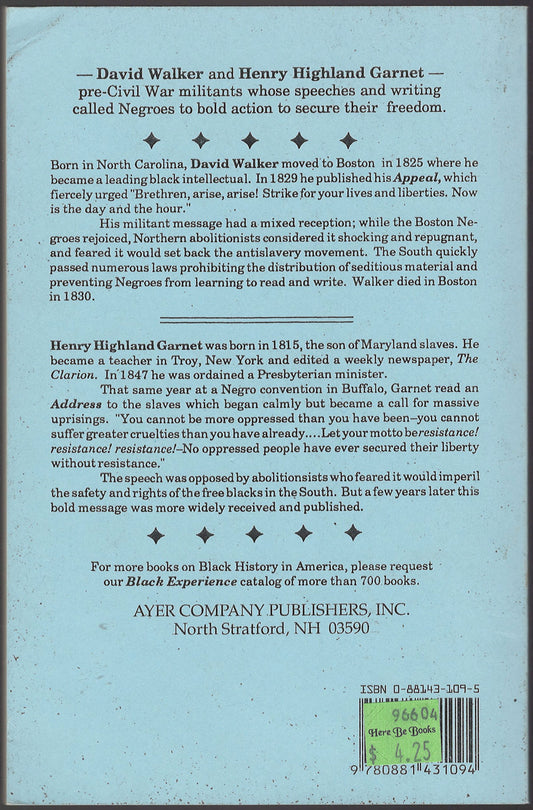 — David Walker and Henry Highland Garnet —
pre-Civil War militants whose speeches and writing
called Negroes to bold action to secure their freedom.
Born in North Carolina, David Walker moved to Boston in 1825 where he
became a leading black intellectual. In 1829 he published his Appeal, which
fiercely urged "Brethren, arise, arise! Strike for your lives and liberties. Now
is the day and the hour."
His militant message had a mixed reception; while the Boston Ne-
groes rejoiced, Northern abolitionists considered it shocking and repugnant,
and feared it would set back the antislavery movement. The South quickly
passed numerous laws prohibiting the distribution of seditious material and
preventing Negroes from learning to read and write. Walker died in Boston
in 1830.
Henry Highland Garnet was born in 1815, the son of Maryland slaves. He
became a teacher in Troy, New York and edited a weekly newspaper, The
Clarion. In 1847 he was ordained a Presbyterian minister.
That same year at a Negro convention in Buffalo, Garnet read an
Address to the slaves which began calmly but became a call for massive
uprisings. "You cannot be more oppressed than you have been–you cannot
suffer greater cruelties than you have already....Let your motto be resistance!
resistance! resistance!–No oppressed people have ever secured their liberty
without resistance."
The speech was opposed by abolitionsists who feared it would imperil
the safety and rights of the free blacks in the South. But a few years later this
bold message was more widely received and published.
For more books on Black History in America, please request
our Black Experience catalog of more than 700 books.
AYER COMPANY PUBLISHERS, INC.
North Stratford, NH 03590
ISBN 0-88143-109-5
96604
Here Be Books
$ 4.25
9 780881 431094